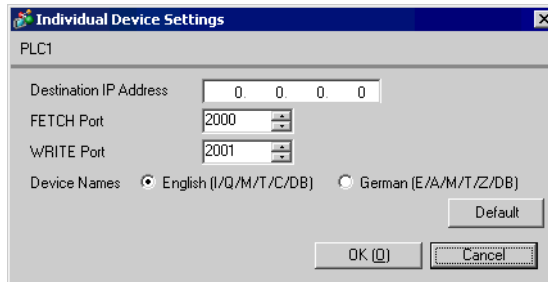 Individual Device Settings
PLC1
Destination IP Address 0. 0. 0. 0
FETCH Port 2000
WRITE Port 2001
Device Names English (I/Q/M/T/C/DB) German (E/A/M/T/Z/DB)
Default
OK (O) Cancel